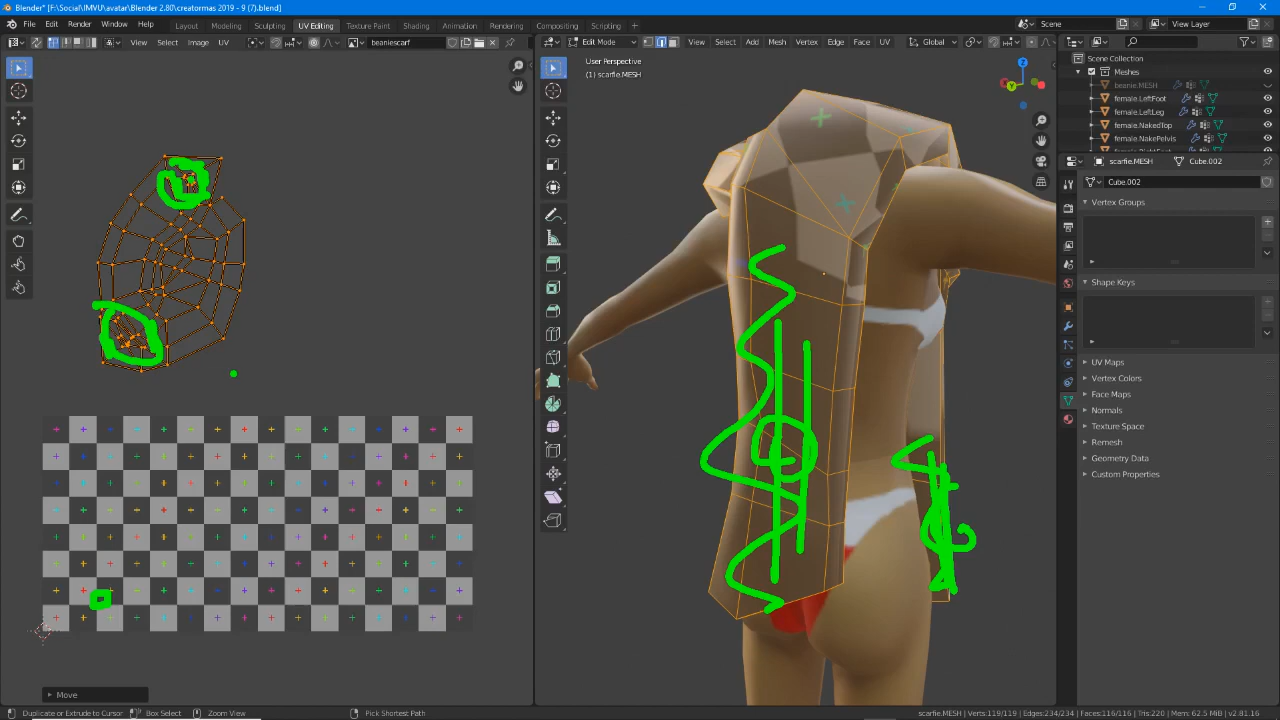 Blender* [F:\Social\IMVU\avatar\Blender 2.80\creatormas 2019 - 9 (7).blend]
File Edit Render Window Help Layout Modeling Sculpting UV Editing Texture Paint Shading Animation Rendering Compositing Scripting Scene View Layer
View Select Image UV beaniescarf Edit Mode View Select Add Mesh Vertex Edge Face UV Global
User Perspective
(1) scarfie.MESH
Scene Collection
Meshes
beanie.MESH
female.LeftFoot
female.LeftLeg
female.NakedTop
female.NakePelvis
scarfie.MESH Cube.002
Cube.002
Vertex Groups
Shape Keys
UV Maps
Vertex Colors
Face Maps
Normals
Texture Space
Remesh
Geometry Data
Custom Properties
Move
Duplicate or Extrude to Cursor Box Select Zoom View Pick Shortest Path scarfie.MESH | Verts:119/119 | Edges:234/234 | Faces:116/116 | Tris:220 | Mem: 62.5 MiB | v2.81.16